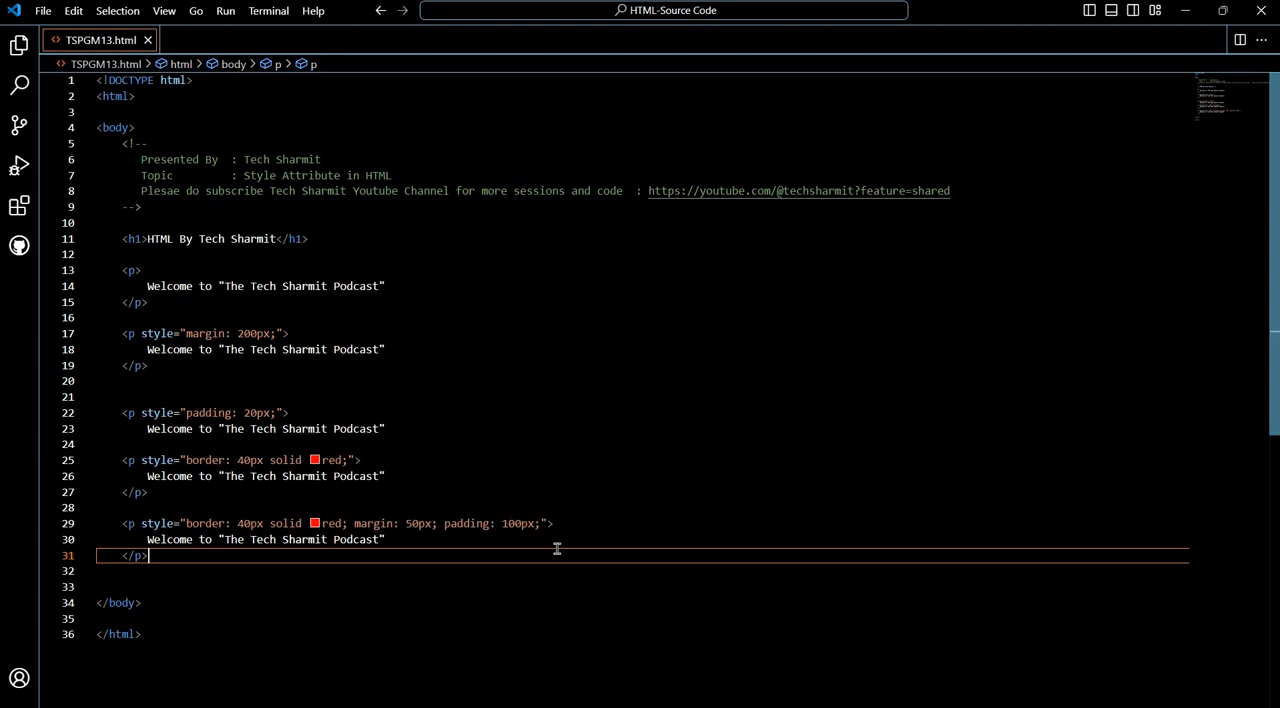 File Edit Selection View Go Run Terminal Help HTML-Source Code
TSPGM13.html
TSPGM13.html > html > body > p > p
1 <!DOCTYPE html>
2 <html>
3
4 <body>
5 <!--
6 Presented By : Tech Sharmit
7 Topic : Style Attribute in HTML
8 Plesae do subscribe Tech Sharmit Youtube Channel for more sessions and code : https://youtube.com/@techsharmit?feature=shared
9 -->
10
11 <h1>HTML By Tech Sharmit</h1>
12
13 <p>
14 Welcome to "The Tech Sharmit Podcast"
15 </p>
16
17 <p style="margin: 200px;">
18 Welcome to "The Tech Sharmit Podcast"
19 </p>
20
21
22 <p style="padding: 20px;">
23 Welcome to "The Tech Sharmit Podcast"
24
25 <p style="border: 40px solid red;">
26 Welcome to "The Tech Sharmit Podcast"
27 </p>
28
29 <p style="border: 40px solid red; margin: 50px; padding: 100px;">
30 Welcome to "The Tech Sharmit Podcast"
31 </p>
32
33
34 </body>
35
36 </html>